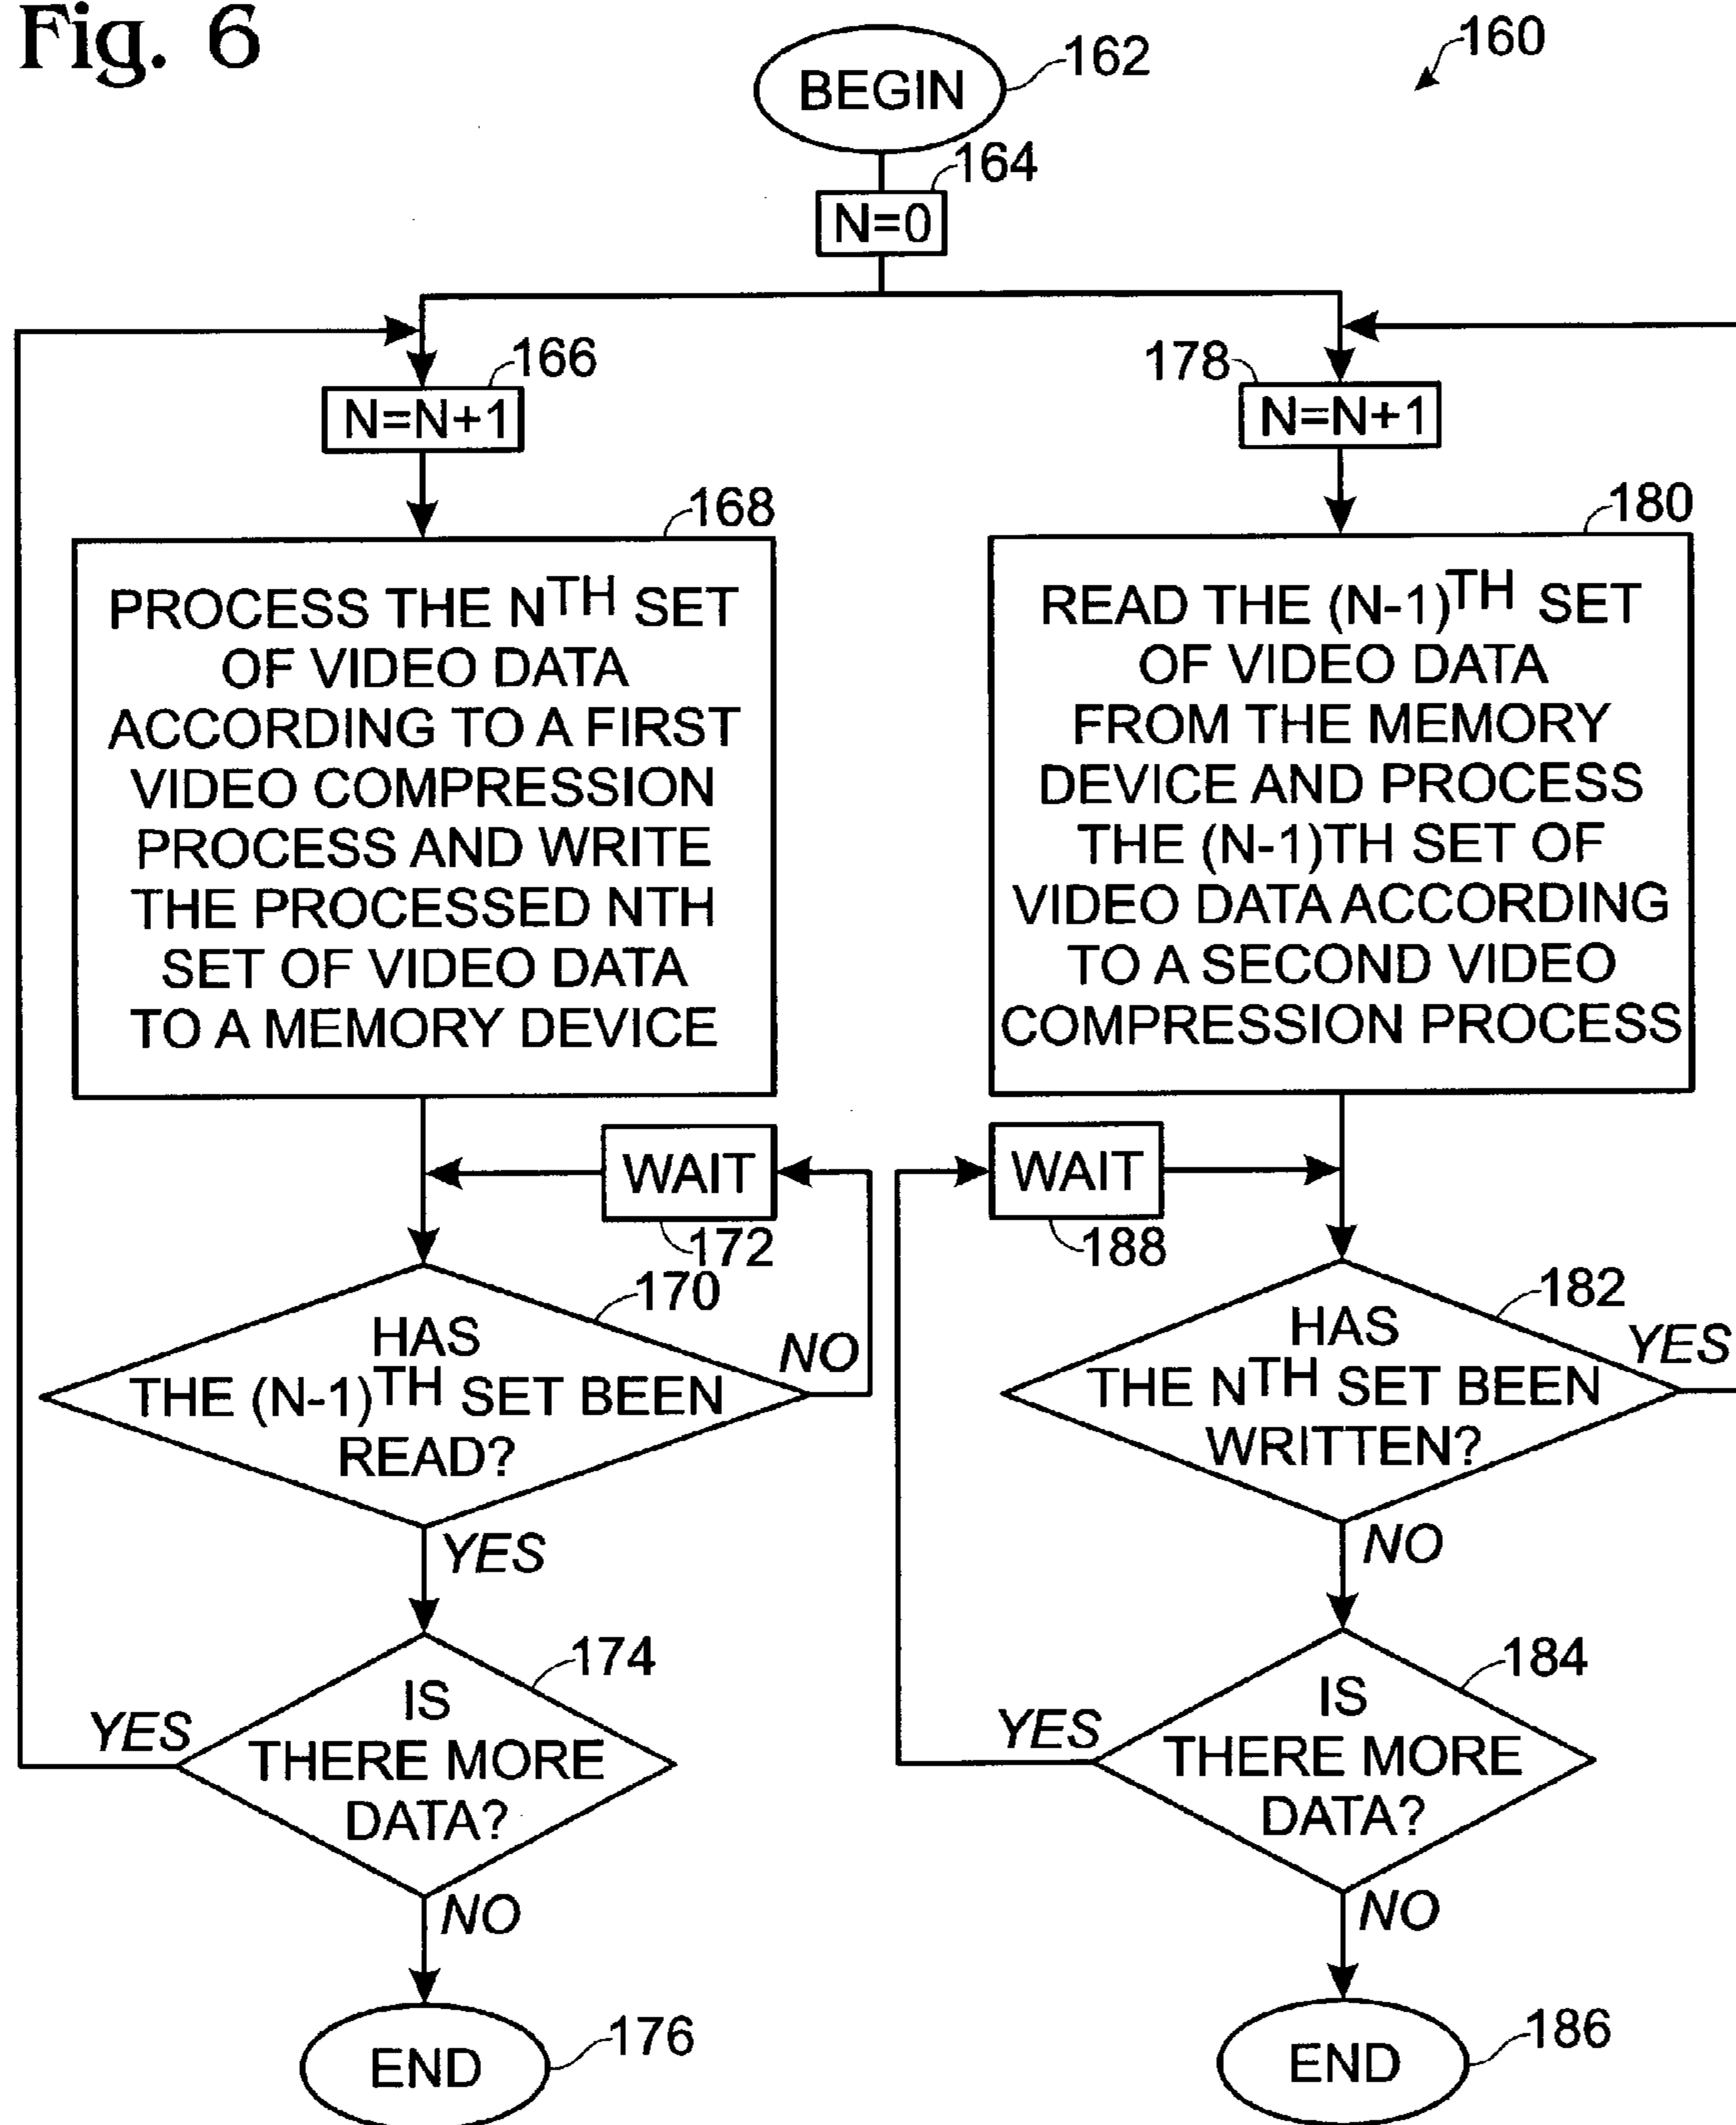 Fig. 6
160
BEGIN
162
164
N=0
166
N=N+1
168
PROCESS THE NTH SET
OF VIDEO DATA
ACCORDING TO A FIRST
VIDEO COMPRESSION
PROCESS AND WRITE
THE PROCESSED NTH
SET OF VIDEO DATA
TO A MEMORY DEVICE
WAIT
172
170
HAS
THE (N-1)TH SET BEEN
READ?
NO
YES
174
IS
THERE MORE
DATA?
YES
NO
END
176
178
N=N+1
180
READ THE (N-1)TH SET
OF VIDEO DATA
FROM THE MEMORY
DEVICE AND PROCESS
THE (N-1)TH SET OF
VIDEO DATA ACCORDING
TO A SECOND VIDEO
COMPRESSION PROCESS
WAIT
188
182
HAS
THE NTH SET BEEN
WRITTEN?
YES
NO
184
IS
THERE MORE
DATA?
YES
NO
END
186